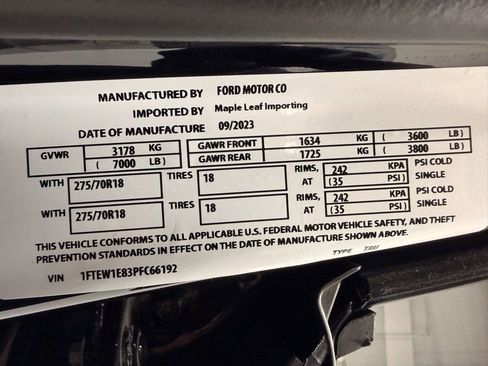 MANUFACTURED BY FORD MOTOR CO
IMPORTED BY Maple Leaf Importing
DATE OF MANUFACTURE 09/2023
GVWR 3178 KG ( 7000 LB) GAWR FRONT 1634 KG ( 3600 LB)
GAWR REAR 1725 KG ( 3800 LB)
WITH 275/70R18 TIRES 18 RIMS, AT 242 KPA (35 PSI) PSI COLD SINGLE
WITH 275/70R18 TIRES 18 RIMS, AT 242 KPA (35 PSI) PSI COLD SINGLE
THIS VEHICLE CONFORMS TO ALL APPLICABLE U.S. FEDERAL MOTOR VEHICLE SAFETY, AND THEFT
PREVENTION STANDARDS IN EFFECT ON THE DATE OF MANUFACTURE SHOWN ABOVE.
VIN 1FTEW1E83PFC66192 TYPE